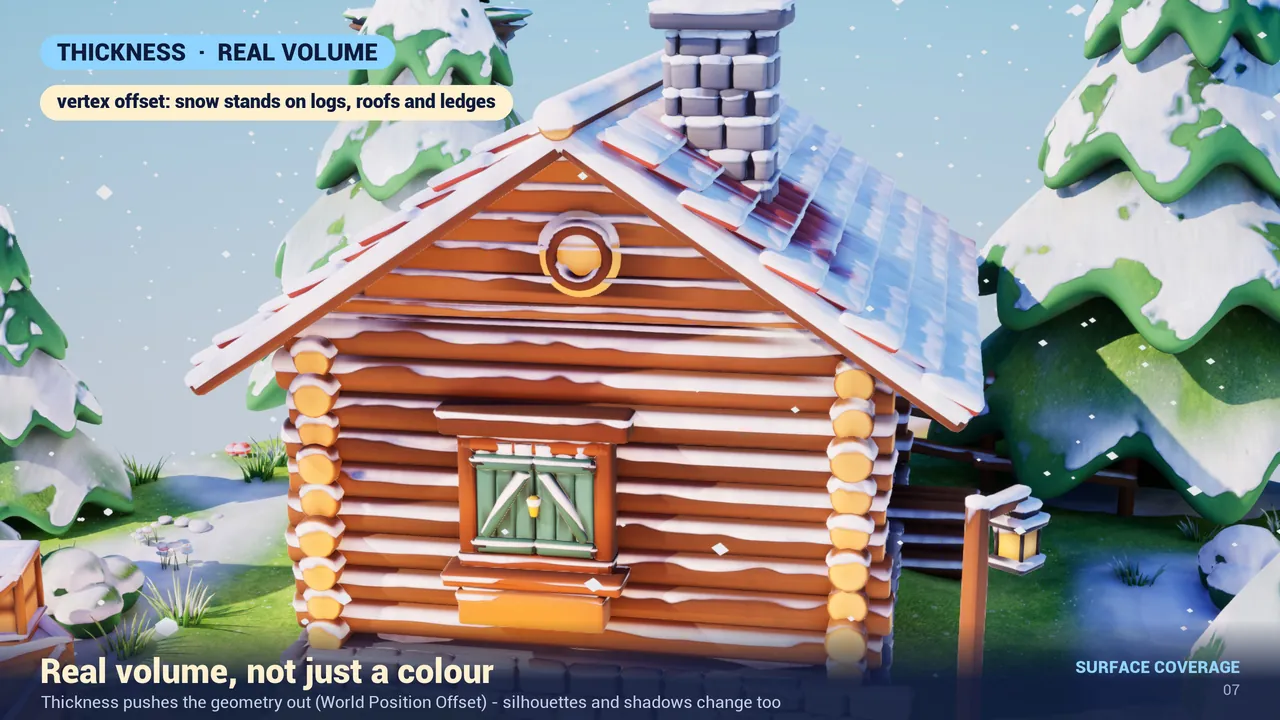 THICKNESS · REAL VOLUME
vertex offset: snow stands on logs, roofs and ledges
Real volume, not just a colour
Thickness pushes the geometry out (World Position Offset) - silhouettes and shadows change too
SURFACE COVERAGE
07